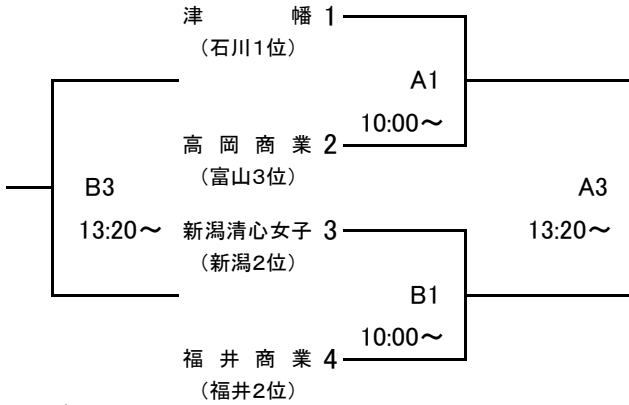 津幡 1
（石川1位）
A1
10:00～
高岡商業 2
（富山3位）
B3
A3
13:20～
新潟清心女子 3
13:20～
（新潟2位）
B1
10:00～
福井商業 4
（福井2位）